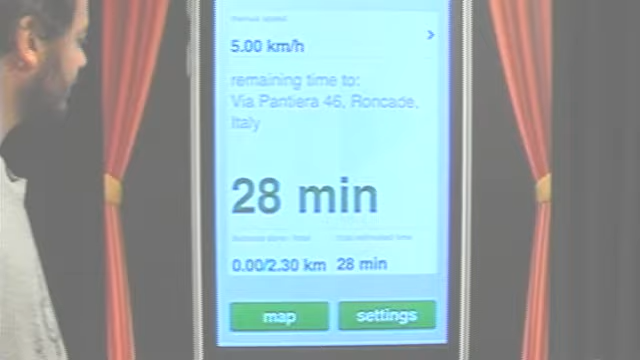 5.00 km/h
remaining time to:
Via Pantiera 46, Roncade,
Italy
28 min
0.00/2.30 km 28 min
map settings